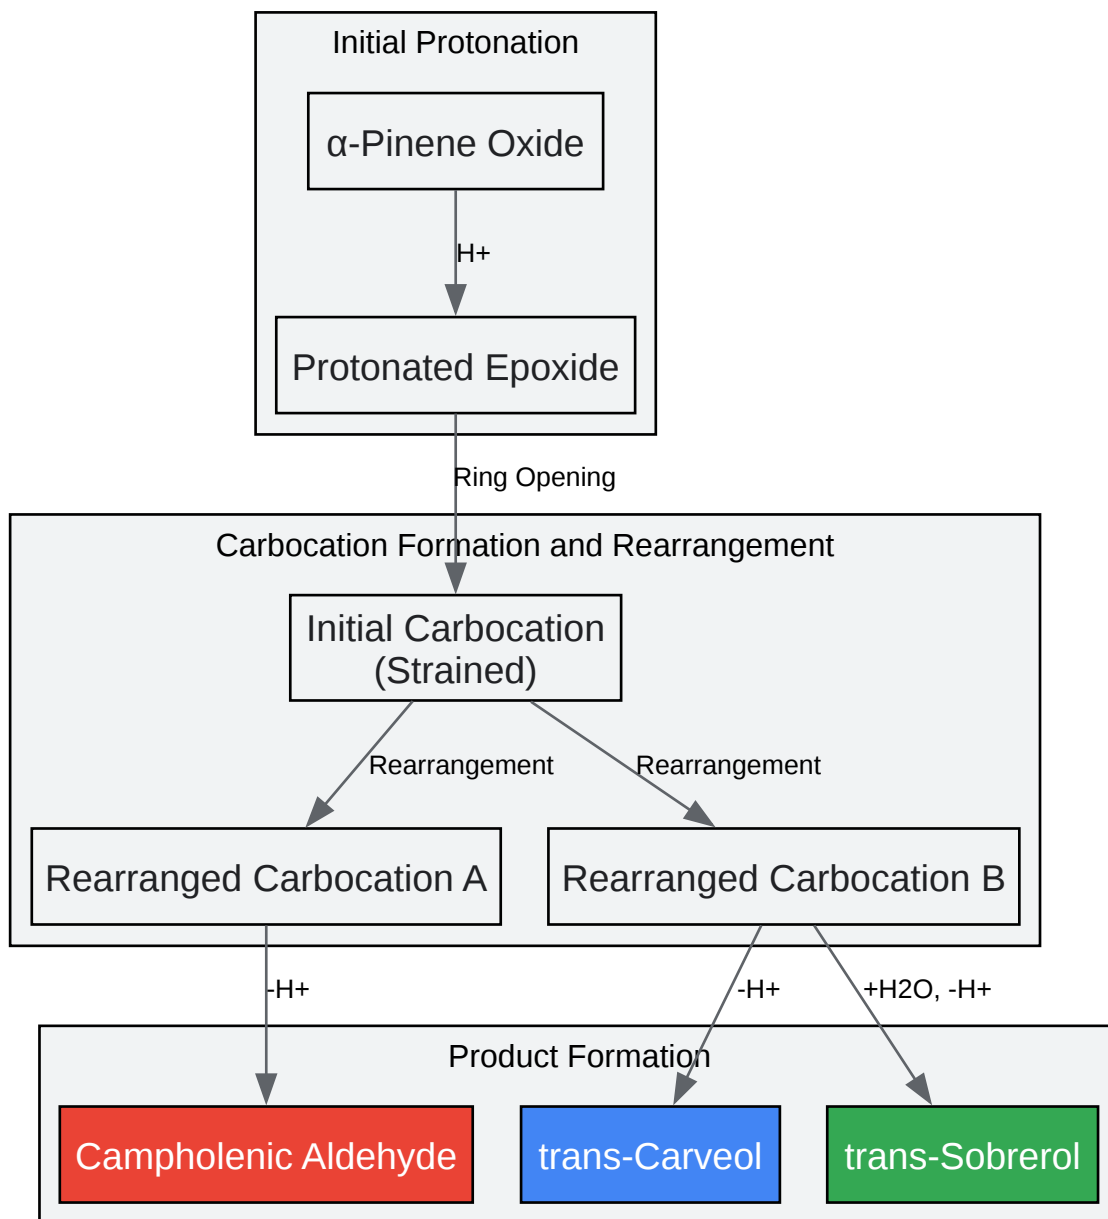 Initial Protonation
α-Pinene Oxide
H+
Protonated Epoxide
Ring Opening
Carbocation Formation and Rearrangement
Initial Carbocation
(Strained)
Rearrangement
Rearrangement
Rearranged Carbocation A
Rearranged Carbocation B
-H+
-H+
+H2O, -H+
Product Formation
Campholenic Aldehyde
trans-Carveol
trans-Sobrerol